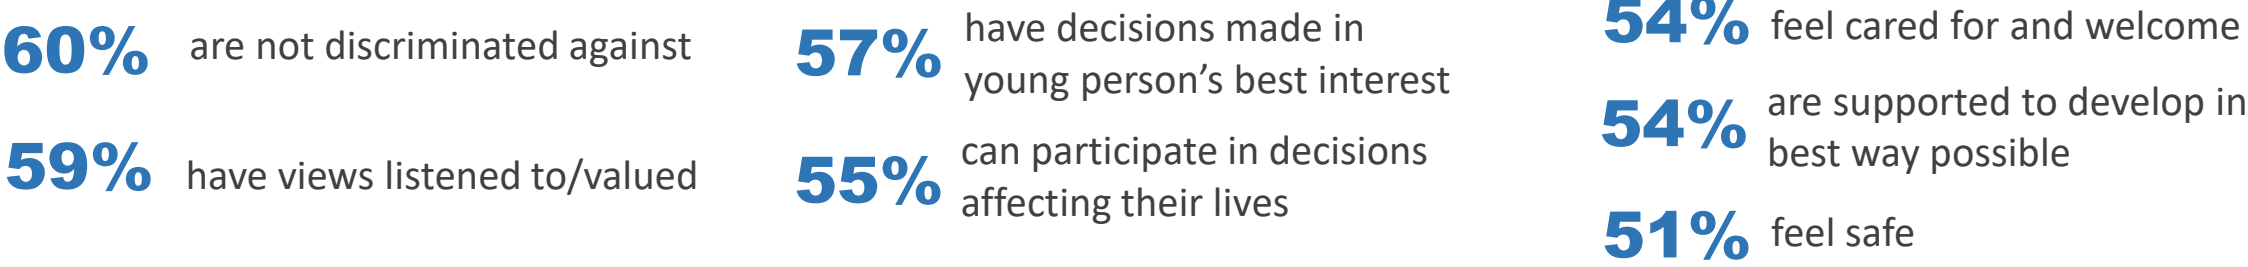 60% are not discriminated against
59% have views listened to/valued
57% have decisions made in
young person’s best interest
55% can participate in decisions
affecting their lives
54% feel cared for and welcome
54% are supported to develop in
best way possible
51% feel safe